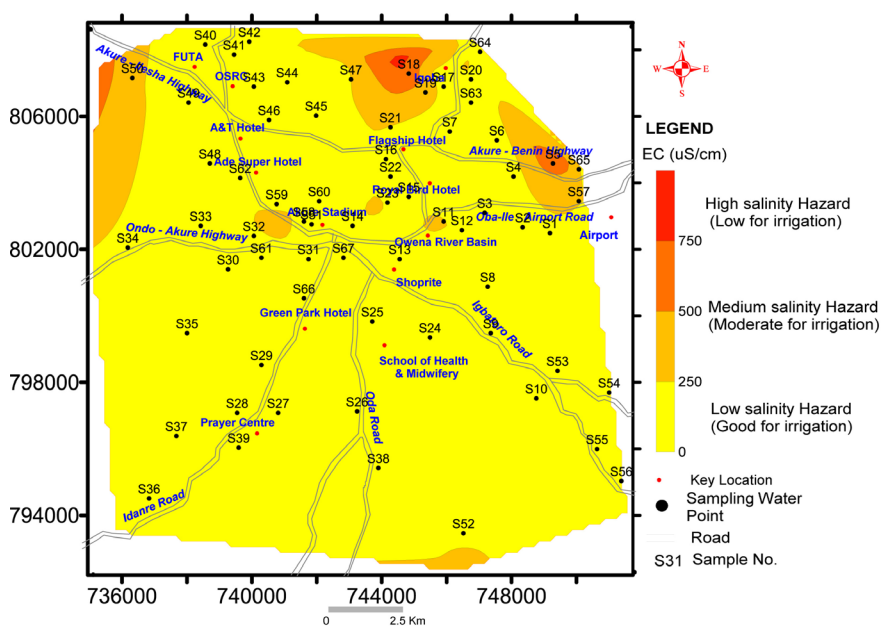 S40
S42
S41
S64
FUTA
Akure - Ilesha Highway
S50
OSRC
S43
S44
S47
S18
Igoba
S17
S20
S19
S63
S49
806000
S46
S45
A&T Hotel
S21
S7
S6
Flagship Hotel
Akure - Benin Highway
S16
S5
S65
S48
Ade Super Hotel
S62
S22
S4
Royal Bird Hotel
S15
S59
S60
S23
S3
S57
S58
Akure Stadium
S14
S11
S12
Oba-Ile
S2
Airport Road
S1
Airport
S33
Ondo - Akure Highway
S32
S34
802000
Owena River Basin
S30
S61
S31
S67
S13
Shoprite
S8
S66
Green Park Hotel
S25
S24
Igbatoro Road
S9
S35
School of Health
& Midwifery
S29
S53
S54
798000
S10
Oda Road
S28
S27
S26
Prayer Centre
S37
S39
S38
S55
S56
S36
Idanre Road
794000
S52
736000
740000
744000
748000
0
2.5 Km
N
W
E
S
LEGEND
EC (uS/cm)
High salinity Hazard
(Low for irrigation)
750
500
Medium salinity Hazard
(Moderate for irrigation)
250
Low salinity Hazard
(Good for irrigation)
0
Key Location
Sampling Water
Point
Road
S31
Sample No.